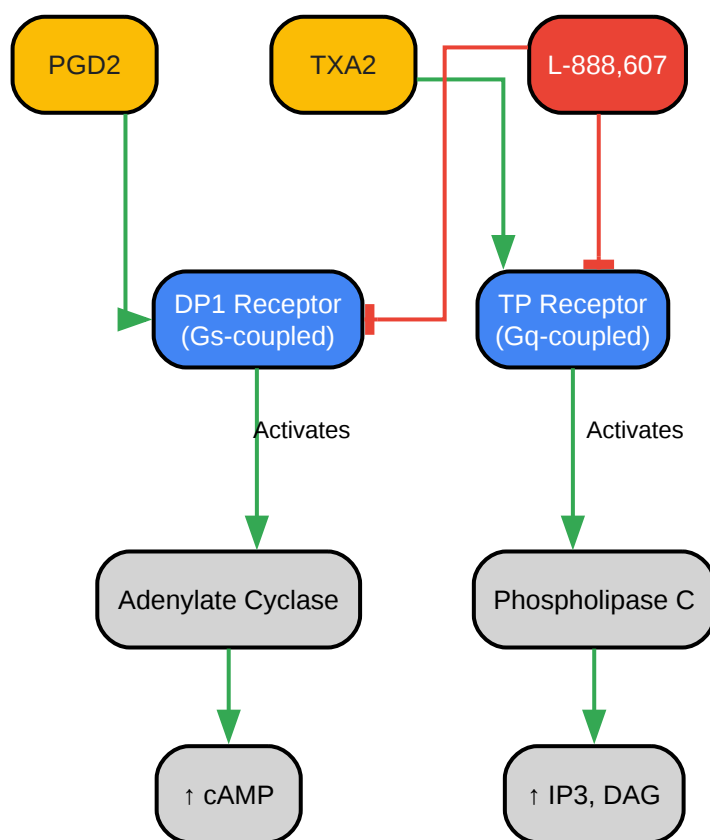 PGD2
TXA2
L-888,607
DP1 Receptor
(Gs-coupled)
TP Receptor
(Gq-coupled)
Activates
Activates
Adenylate Cyclase
Phospholipase C
↑ cAMP
↑ IP3, DAG